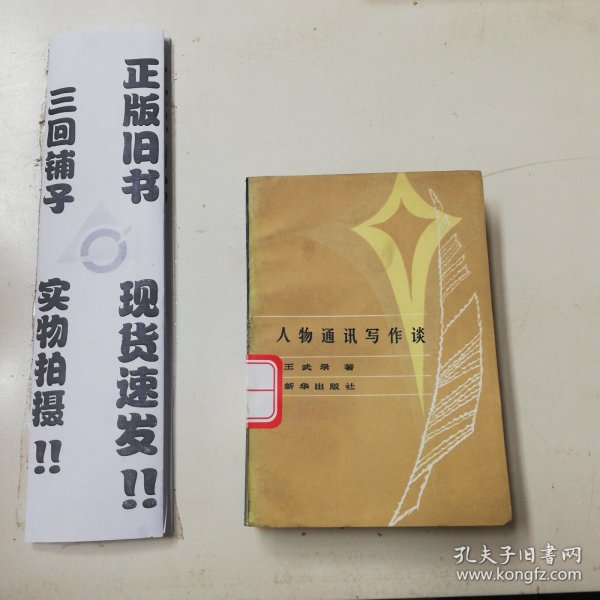 正版旧书 现货速发!!
三回铺子 实物拍摄!!
人物通讯写作谈
王武录 著
新华出版社
孔夫子旧书网
www.kongfz.com